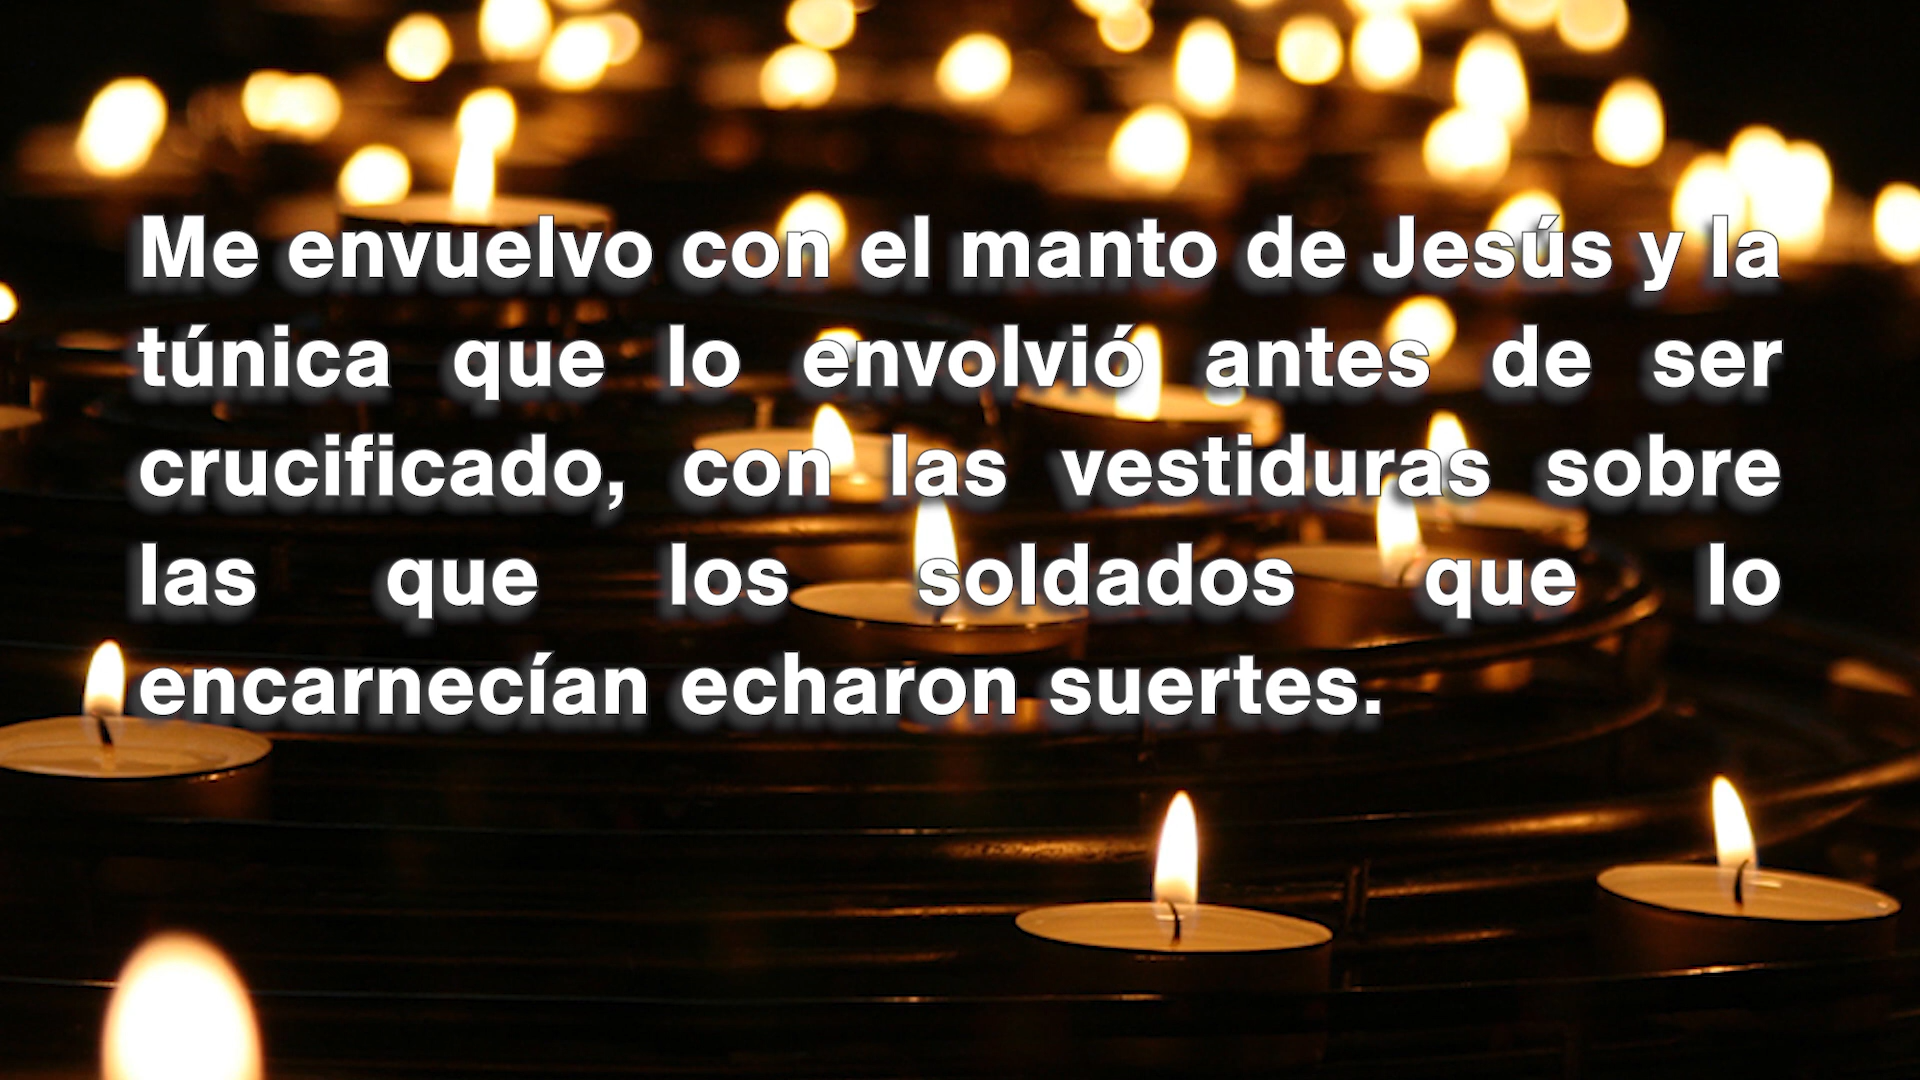 Me envuelvo con el manto de Jesús y la
túnica que lo envolvió antes de ser
crucificado, con las vestiduras sobre
las que los soldados que lo
encarnecían echaron suertes.